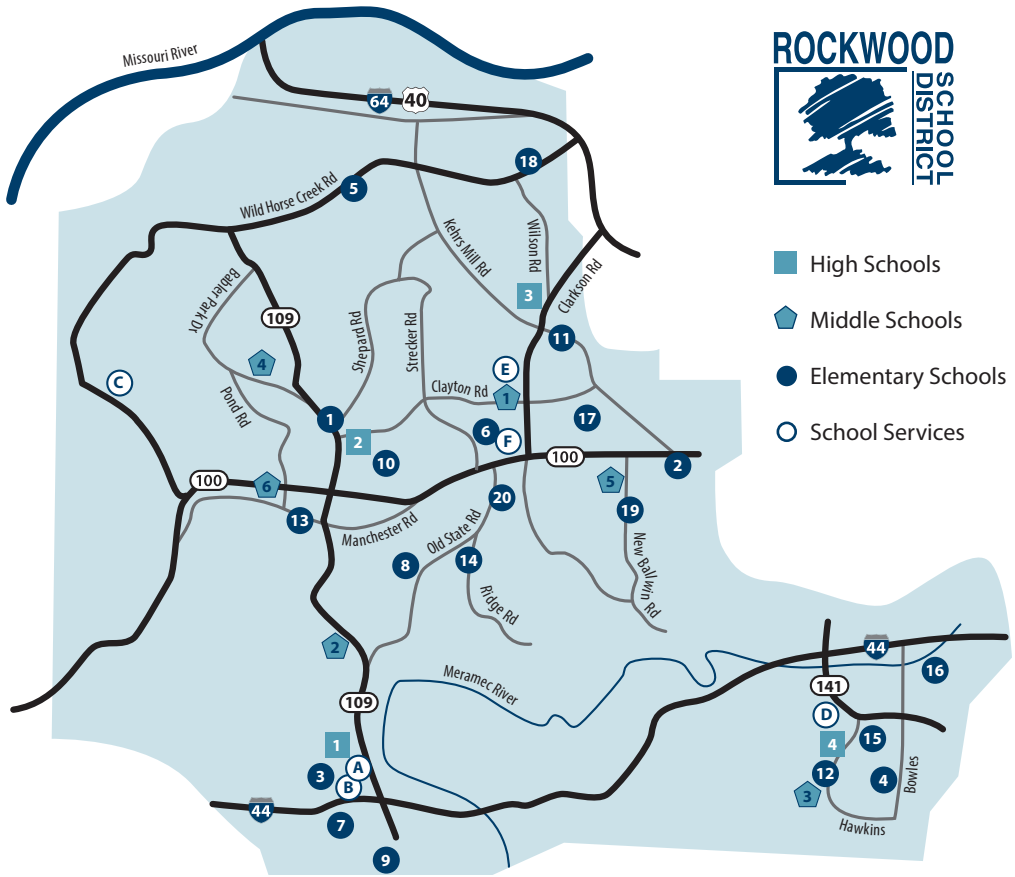 Missouri River
64
40
ROCKWOOD
SCHOOL
DISTRICT
18
5
Wild Horse Creek Rd
Kehrs Mill Rd
Wilson Rd
Clarkson Rd
High Schools
Middle Schools
Elementary Schools
School Services
Babler Park Dr
109
3
Shepard Rd
Strecker Rd
11
4
E
C
Clayton Rd
1
Pond Rd
1
17
2
6
F
10
100
2
100
6
5
20
19
13
Manchester Rd
Old State Rd
8
14
New Ballwin Rd
Ridge Rd
2
44
16
Meramec River
141
109
D
1
4
15
A
3
B
12
4
Bowles
3
44
Hawkins
7
9